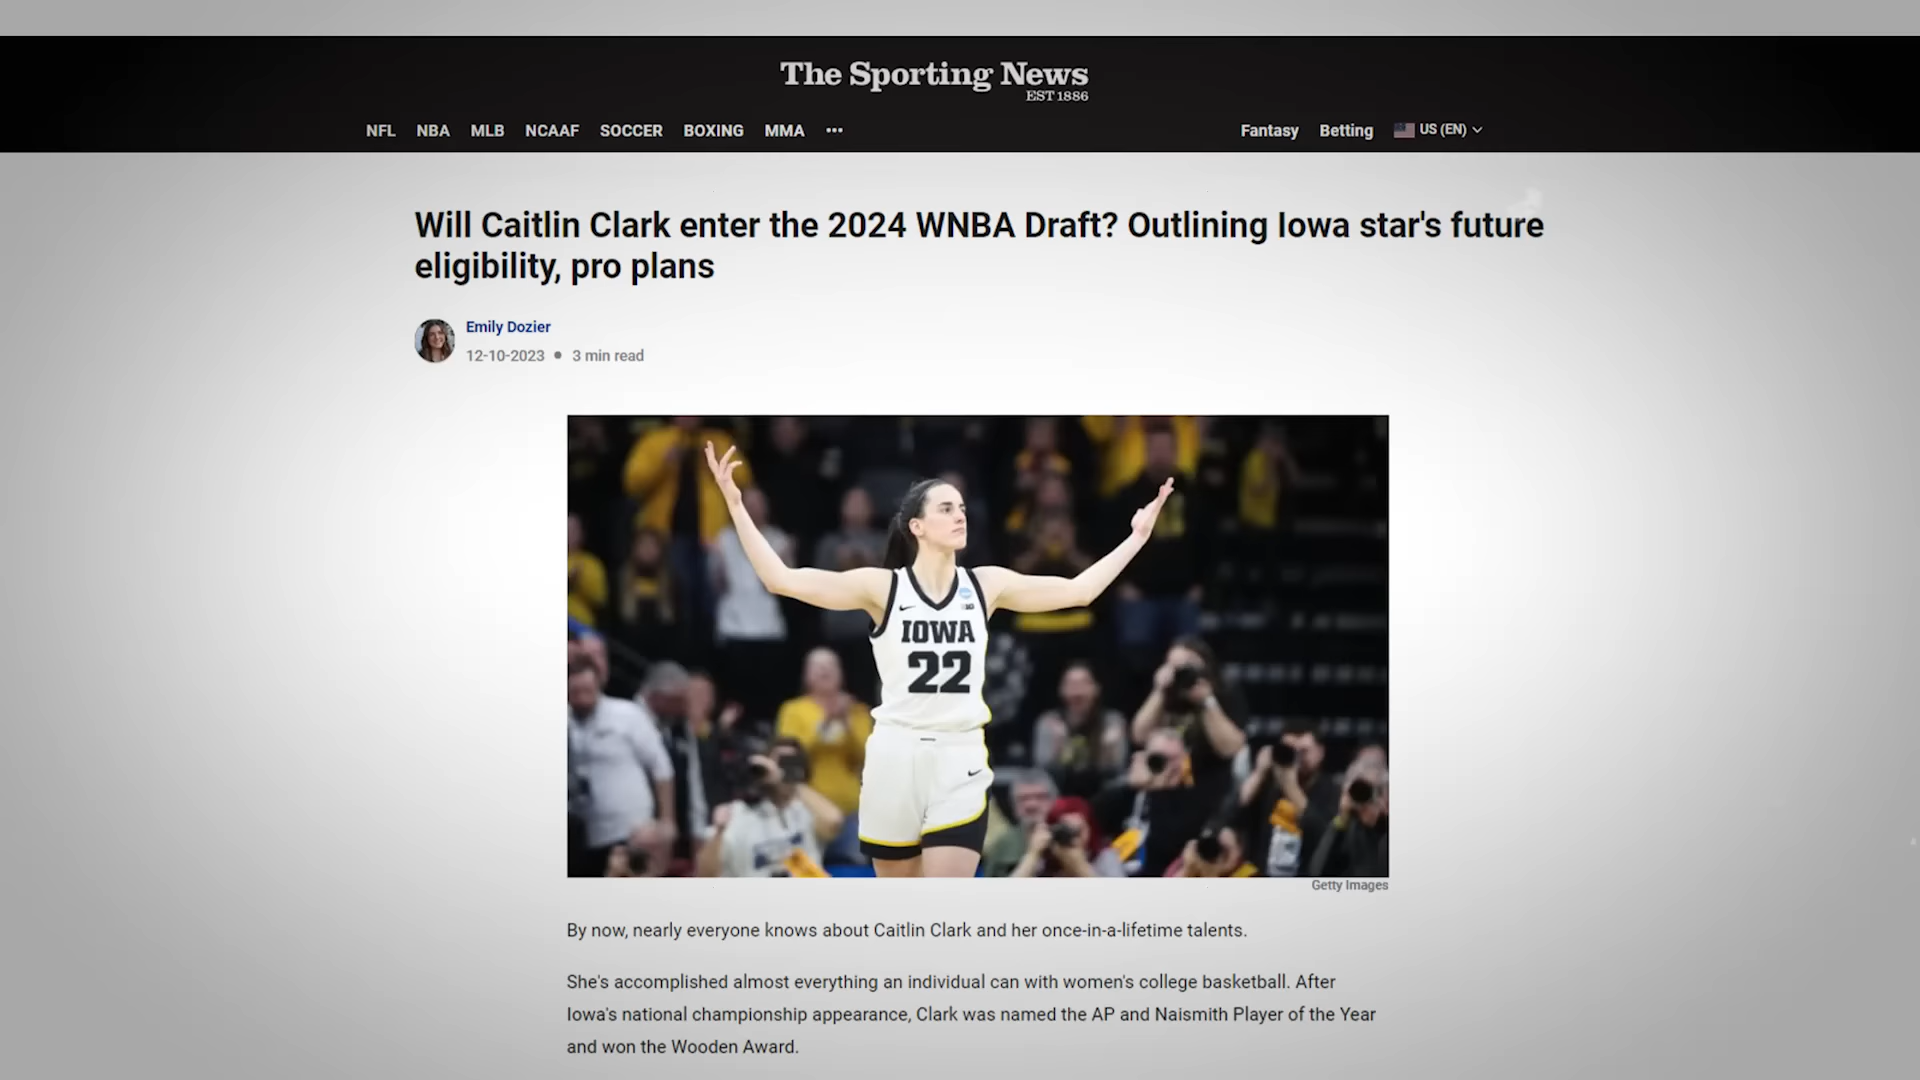 The Sporting News
EST 1886
NFL NBA MLB NCAAF SOCCER BOXING MMA ••• Fantasy Betting US (EN)
Will Caitlin Clark enter the 2024 WNBA Draft? Outlining Iowa star's future
eligibility, pro plans
Emily Dozier
12-10-2023 • 3 min read
IOWA
22
Getty Images
By now, nearly everyone knows about Caitlin Clark and her once-in-a-lifetime talents.
She's accomplished almost everything an individual can with women's college basketball. After
Iowa's national championship appearance, Clark was named the AP and Naismith Player of the Year
and won the Wooden Award.